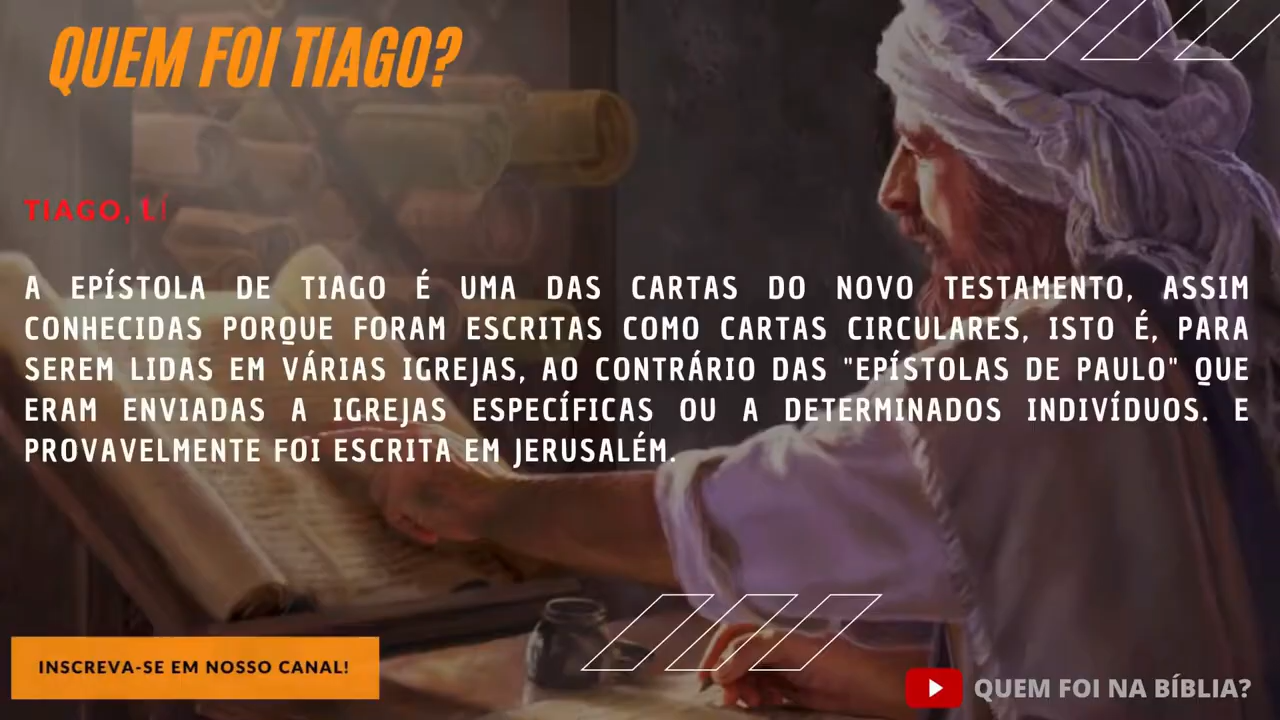 QUEM FOI TIAGO?
TIAGO, LÍ
A EPÍSTOLA DE TIAGO É UMA DAS CARTAS DO NOVO TESTAMENTO, ASSIM
CONHECIDAS PORQUE FORAM ESCRITAS COMO CARTAS CIRCULARES, ISTO É, PARA
SEREM LIDAS EM VÁRIAS IGREJAS, AO CONTRÁRIO DAS "EPÍSTOLAS DE PAULO" QUE
ERAM ENVIADAS A IGREJAS ESPECÍFICAS OU A DETERMINADOS INDIVÍDUOS. E
PROVAVELMENTE FOI ESCRITA EM JERUSALÉM.
INSCREVA-SE EM NOSSO CANAL!
QUEM FOI NA BÍBLIA?